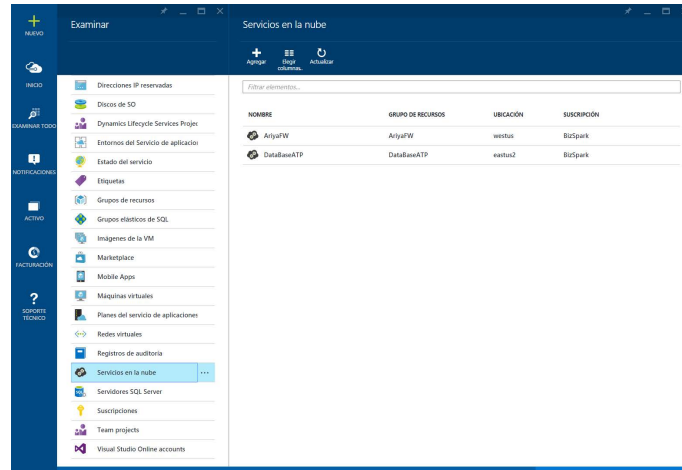 NUEVO
INICIO
EXAMINAR TODO
NOTIFICACIONES
ACTIVO
FACTURACIÓN
SOPORTE
TÉCNICO
Examinar
Direcciones IP reservadas
Discos de SO
Dynamics Lifecycle Services Projec
Entornos del Servicio de aplicacior
Estado del servicio
Etiquetas
Grupos de recursos
Grupos elásticos de SQL
Imágenes de la VM
Marketplace
Mobile Apps
Máquinas virtuales
Planes del servicio de aplicaciones
Redes virtuales
Registros de auditoría
Servicios en la nube ...
Servidores SQL Server
Suscripciones
Team projects
Visual Studio Online accounts
Servicios en la nube
Agregar
Elegir
columnas..
Actualizar
Filtrar elementos...
NOMBRE GRUPO DE RECURSOS UBICACIÓN SUSCRIPCIÓN
ArlyaFW ArlyaFW westus BizSpark
DataBaseATP DataBaseATP eastus2 BizSpark